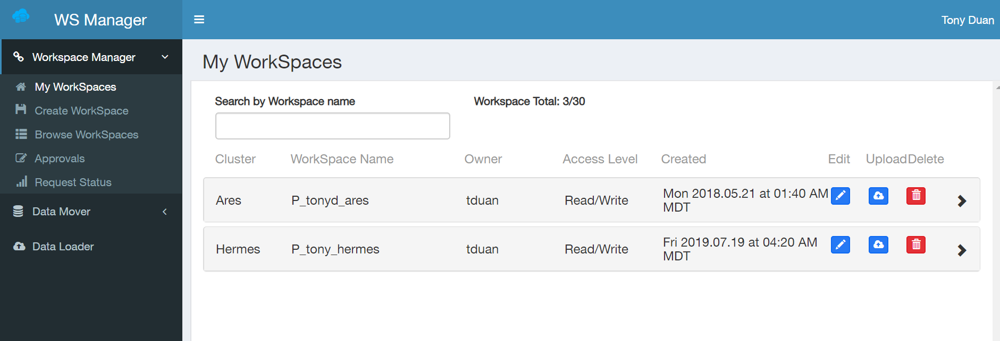 WS Manager
Tony Duan
Workspace Manager
My WorkSpaces
Create WorkSpace
Browse WorkSpaces
Approvals
Request Status
Data Mover
Data Loader
My WorkSpaces
Search by Workspace name
Workspace Total: 3/30
Cluster WorkSpace Name Owner Access Level Created Edit Upload Delete
Ares P_tonyd_ares tduan Read/Write Mon 2018.05.21 at 01:40 AM
MDT
Hermes P_tony_hermes tduan Read/Write Fri 2019.07.19 at 04:20 AM
MDT